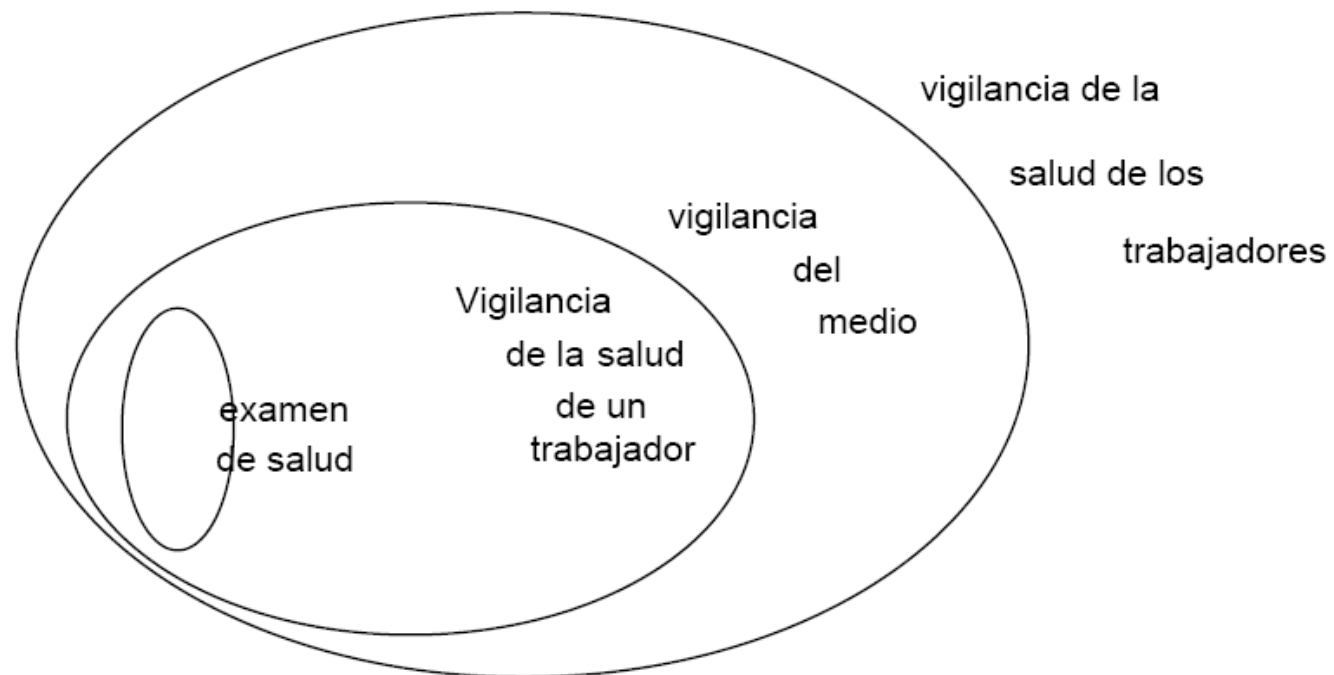 vigilancia de la
salud de los
trabajadores
vigilancia
del
medio
Vigilancia
de la salud
de un
trabajador
examen
de salud